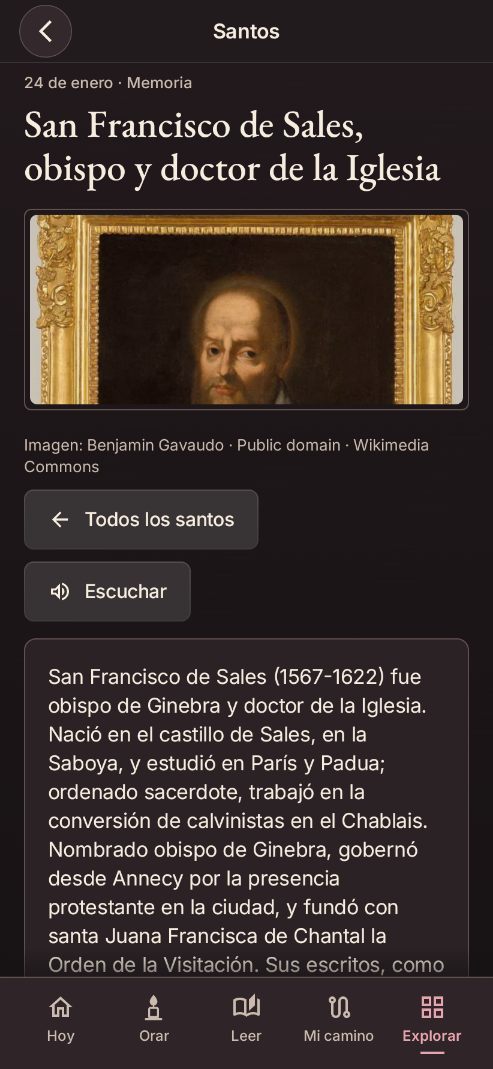 Santos
24 de enero · Memoria
San Francisco de Sales,
obispo y doctor de la Iglesia
Imagen: Benjamin Gavaudo · Public domain · Wikimedia
Commons
Todos los santos
Escuchar
San Francisco de Sales (1567-1622) fue
obispo de Ginebra y doctor de la Iglesia.
Nació en el castillo de Sales, en la
Saboya, y estudió en París y Padua;
ordenado sacerdote, trabajó en la
conversión de calvinistas en el Chablais.
Nombrado obispo de Ginebra, gobernó
desde Annecy por la presencia
protestante en la ciudad, y fundó con
santa Juana Francisca de Chantal la
Orden de la Visitación. Sus escritos, como
Hoy
Orar
Leer
Mi camino
Explorar